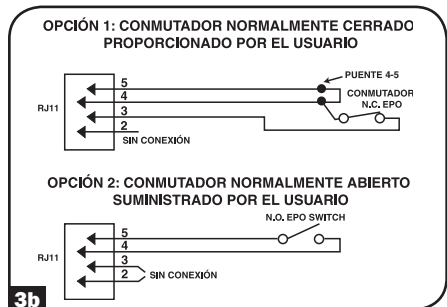 OPCIÓN 1: CONMUTADOR NORMALMENTE CERRADO
PROPORCIONADO POR EL USUARIO
PUENTE 4-5
CONMUTADOR
N.C. EPO
RJ11
5
4
3
2
SIN CONEXIÓN
OPCIÓN 2: CONMUTADOR NORMALMENTE ABIERTO
SUMINISTRADO POR EL USUARIO
N.O. EPO SWITCH
RJ11
5
4
3
2
SIN CONEXIÓN
3b